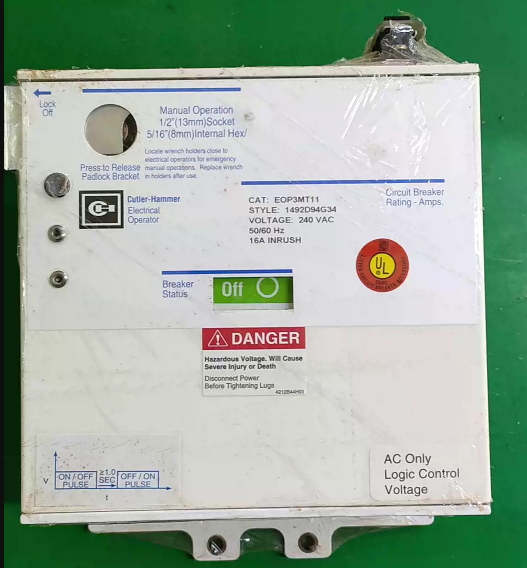 Lock
Off
Manual Operation
1/2"(13mm)Socket
5/16"(8mm)Internal Hex/
Locate wrench holders close to
electrical operators for emergency
manual operations. Replace wrench
in holders after use.
Press to Release
Padlock Bracket
Cutler-Hammer
Electrical
Operator
CAT: EOP3MT11
STYLE: 1492D94G34
VOLTAGE: 240 VAC
50/60 Hz
16A INRUSH
Circuit Breaker
Rating - Amps.
UL
Breaker
Status
Off
DANGER
Hazardous Voltage. Will Cause
Severe Injury or Death
Disconnect Power
Before Tightening Lugs
4212B44H01
V
ON / OFF
PULSE
≥1.0
SEC
OFF / ON
PULSE
t
AC Only
Logic Control
Voltage